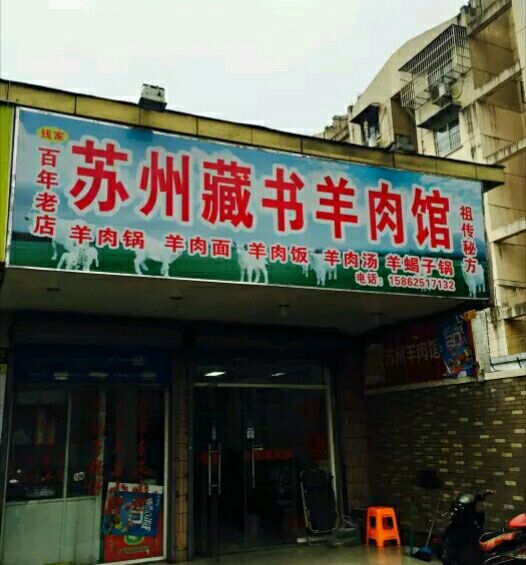 钱家
百年老店
苏州藏书羊肉馆
祖传秘方
羊肉锅 羊肉面 羊肉饭 羊肉汤 羊蝎子锅
电话：15862517132
苏州羊肉馆